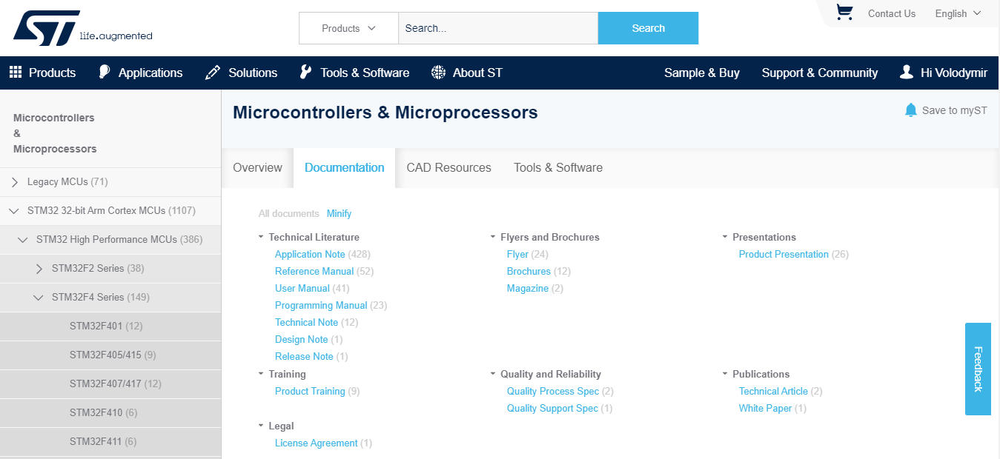 ST life.augmented
Products
Search...
Search
Contact Us
English
Products
Applications
Solutions
Tools & Software
About ST
Sample & Buy
Support & Community
Hi Volodymir
Microcontrollers
&
Microprocessors
Legacy MCUs (71)
STM32 32-bit Arm Cortex MCUs (1107)
STM32 High Performance MCUs (386)
STM32F2 Series (38)
STM32F4 Series (149)
STM32F401 (12)
STM32F405/415 (9)
STM32F407/417 (12)
STM32F410 (6)
STM32F411 (6)
Microcontrollers & Microprocessors
Save to myST
Overview
Documentation
CAD Resources
Tools & Software
All documents Minify
Technical Literature
Application Note (428)
Reference Manual (52)
User Manual (41)
Programming Manual (23)
Technical Note (12)
Design Note (1)
Release Note (1)
Flyers and Brochures
Flyer (24)
Brochures (12)
Magazine (2)
Presentations
Product Presentation (26)
Training
Product Training (9)
Quality and Reliability
Quality Process Spec (2)
Quality Support Spec (1)
Publications
Technical Article (2)
White Paper (1)
Legal
License Agreement (1)
Feedback